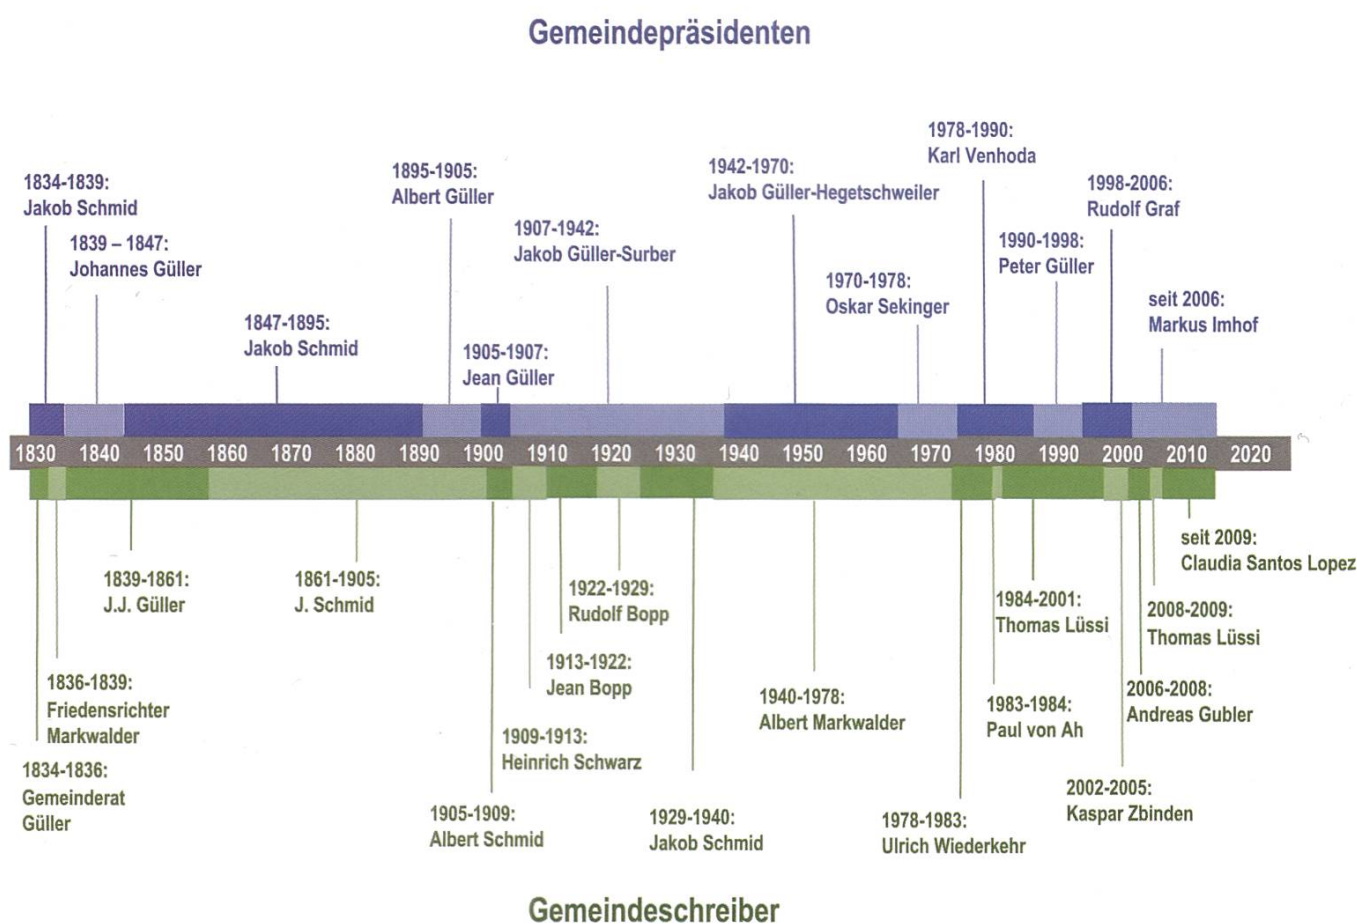 Gemeindepräsidenten
1834-1839:
Jakob Schmid
1839 – 1847:
Johannes Güller
1847-1895:
Jakob Schmid
1895-1905:
Albert Güller
1905-1907:
Jean Güller
1907-1942:
Jakob Güller-Surber
1942-1970:
Jakob Güller-Hegetschweiler
1970-1978:
Oskar Sekinger
1978-1990:
Karl Venhoda
1990-1998:
Peter Güller
1998-2006:
Rudolf Graf
seit 2006:
Markus Imhof
1830 1840 1850 1860 1870 1880 1890 1900 1910 1920 1930 1940 1950 1960 1970 1980 1990 2000 2010 2020
1834-1836:
Gemeinderat
Güller
1836-1839:
Friedensrichter
Markwalder
1839-1861:
J.J. Güller
1861-1905:
J. Schmid
1905-1909:
Albert Schmid
1909-1913:
Heinrich Schwarz
1913-1922:
Jean Bopp
1922-1929:
Rudolf Bopp
1929-1940:
Jakob Schmid
1940-1978:
Albert Markwalder
1978-1983:
Ulrich Wiederkehr
1983-1984:
Paul von Ah
1984-2001:
Thomas Lüssi
2002-2005:
Kaspar Zbinden
2006-2008:
Andreas Gubler
2008-2009:
Thomas Lüssi
seit 2009:
Claudia Santos Lopez
Gemeindeschreiber